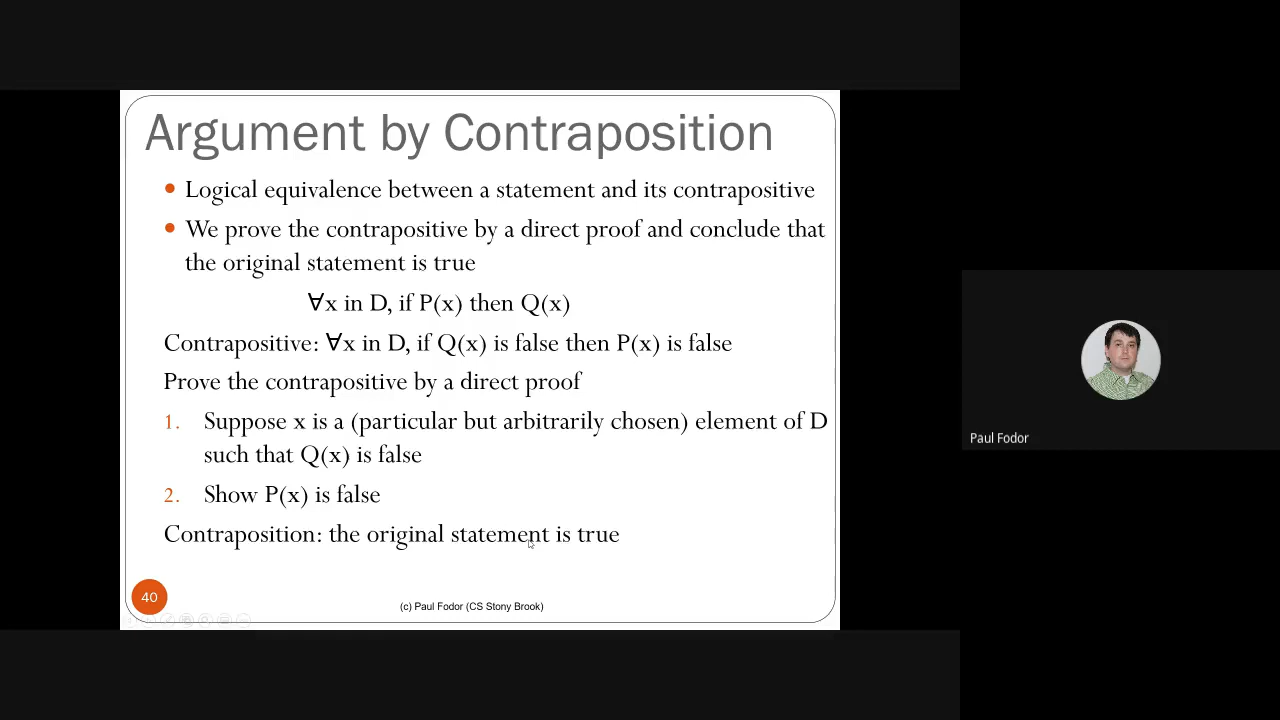 Argument by Contraposition
• Logical equivalence between a statement and its contrapositive
• We prove the contrapositive by a direct proof and conclude that
the original statement is true
∀x in D, if P(x) then Q(x)
Contrapositive: ∀x in D, if Q(x) is false then P(x) is false
Prove the contrapositive by a direct proof
1. Suppose x is a (particular but arbitrarily chosen) element of D
such that Q(x) is false
2. Show P(x) is false
Contraposition: the original statement is true
40
(c) Paul Fodor (CS Stony Brook)
Paul Fodor